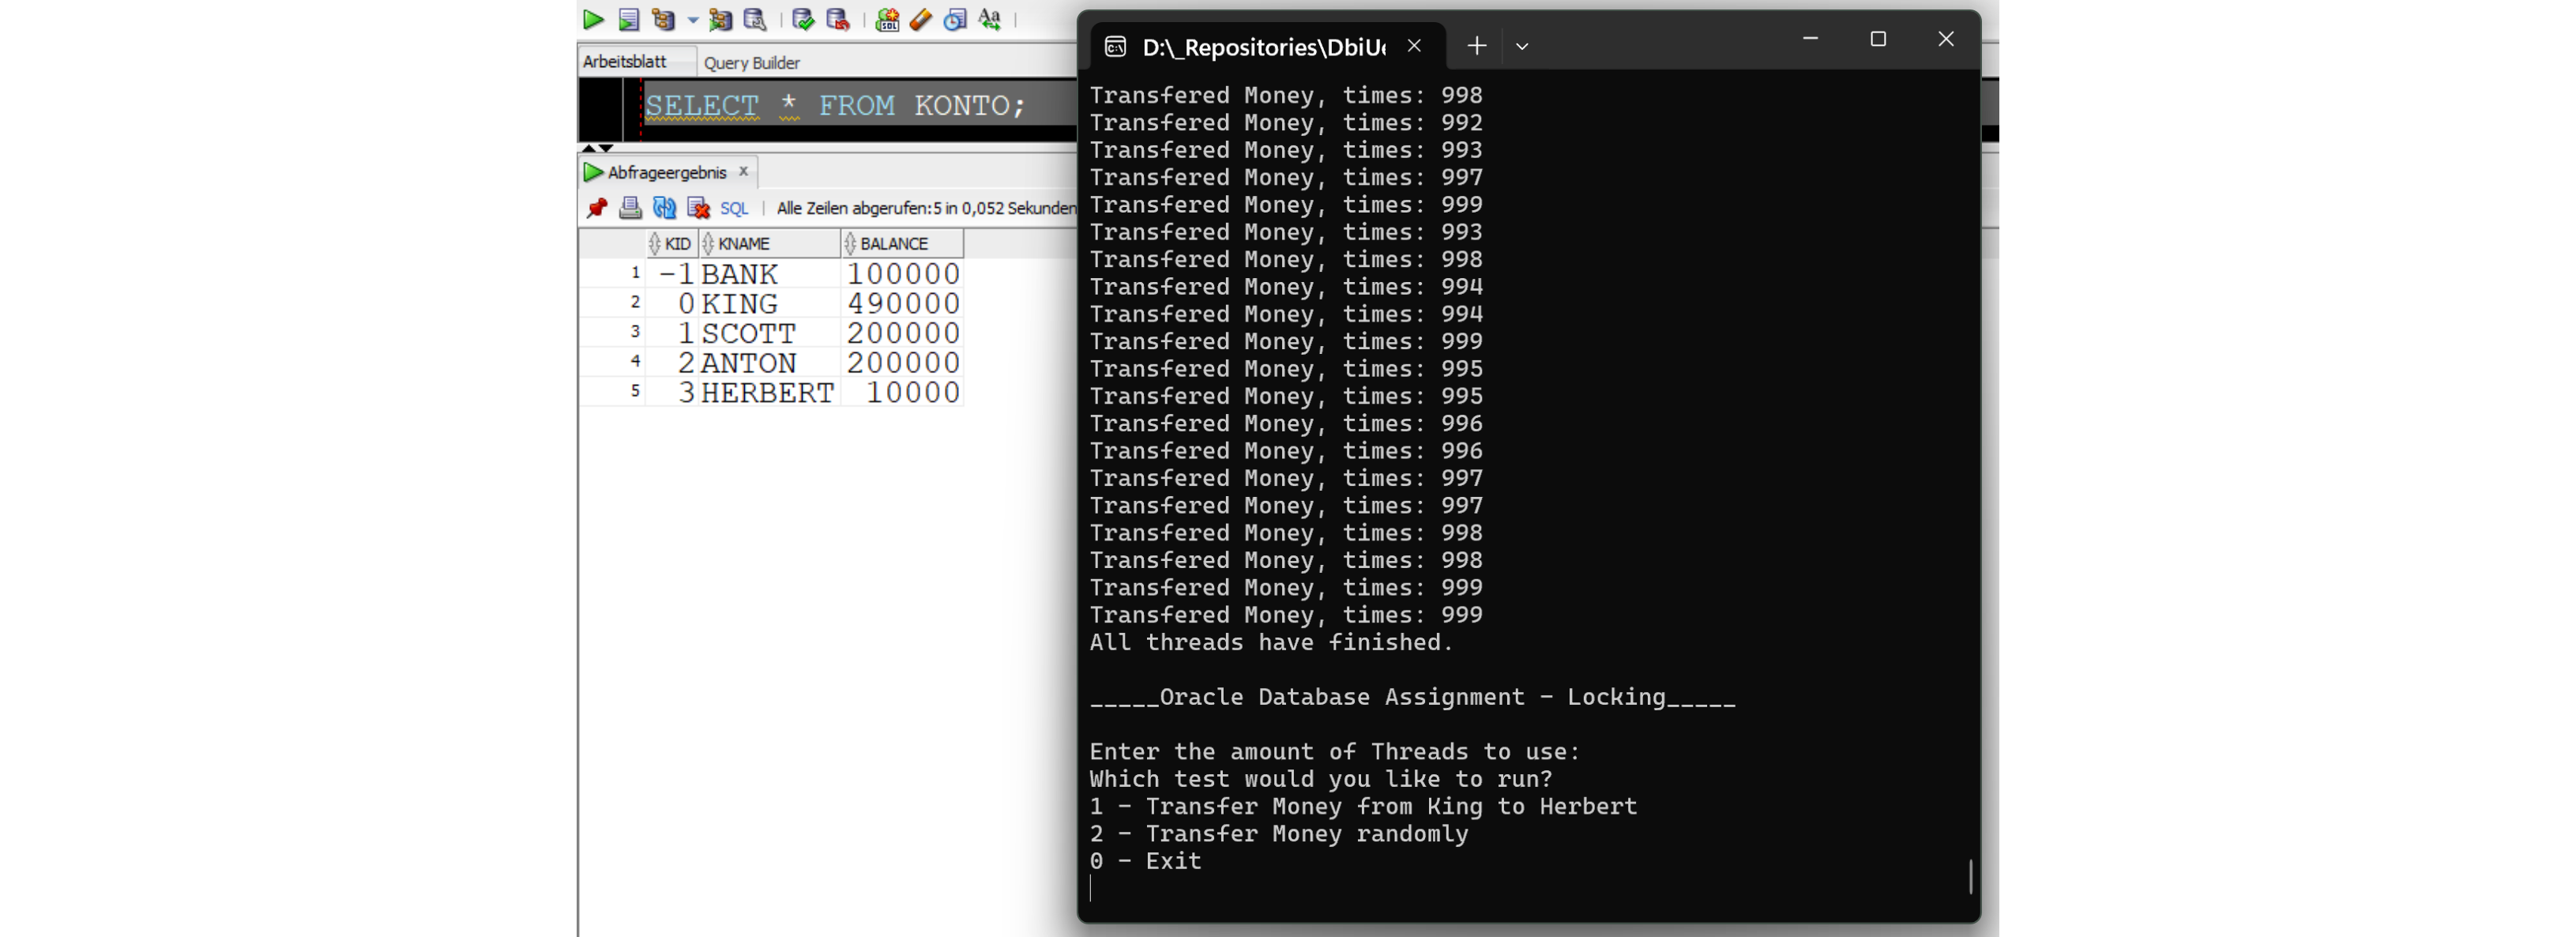 Arbeitsblatt Query Builder
SELECT * FROM KONTO;
Abfrageergebnis x
SQL | Alle Zeilen abgerufen: 5 in 0,052 Sekunden
KID KNAME BALANCE
1 -1 BANK 100000
2 0 KING 490000
3 1 SCOTT 200000
4 2 ANTON 200000
5 3 HERBERT 10000
D:\_Repositories\DbiU
Transfered Money, times: 998
Transfered Money, times: 992
Transfered Money, times: 993
Transfered Money, times: 997
Transfered Money, times: 999
Transfered Money, times: 993
Transfered Money, times: 998
Transfered Money, times: 994
Transfered Money, times: 994
Transfered Money, times: 999
Transfered Money, times: 995
Transfered Money, times: 995
Transfered Money, times: 996
Transfered Money, times: 996
Transfered Money, times: 997
Transfered Money, times: 997
Transfered Money, times: 998
Transfered Money, times: 998
Transfered Money, times: 999
Transfered Money, times: 999
All threads have finished.
_____Oracle Database Assignment - Locking_____
Enter the amount of Threads to use:
Which test would you like to run?
1 - Transfer Money from King to Herbert
2 - Transfer Money randomly
0 - Exit